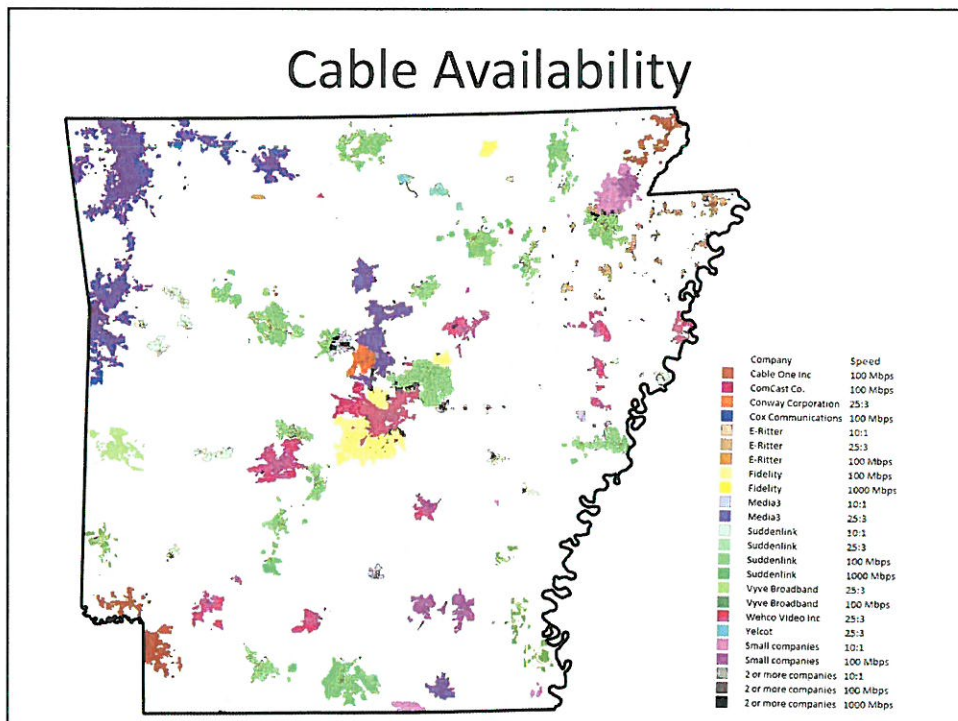 Cable Availability
Company Speed
Cable One Inc 100 Mbps
ComCast Co. 100 Mbps
Conway Corporation 25:3
Cox Communications 100 Mbps
E-Ritter 10:1
E-Ritter 25:3
E-Ritter 100 Mbps
Fidelity 100 Mbps
Fidelity 1000 Mbps
Media3 10:1
Media3 25:3
Suddenlink 10:1
Suddenlink 25:3
Suddenlink 100 Mbps
Suddenlink 1000 Mbps
Vyve Broadband 25:3
Vyve Broadband 100 Mbps
Wehco Video Inc 25:3
Yelcot 25:3
Small companies 10:1
Small companies 100 Mbps
2 or more companies 10:1
2 or more companies 100 Mbps
2 or more companies 1000 Mbps